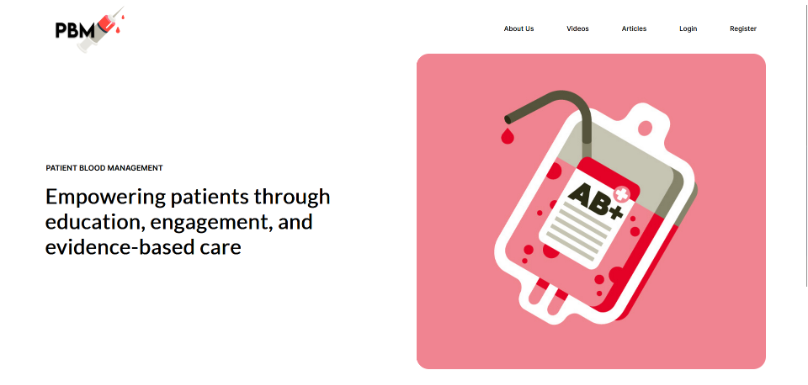 PBM
About Us
Videos
Articles
Login
Register
PATIENT BLOOD MANAGEMENT
Empowering patients through
education, engagement, and
evidence-based care
AB+